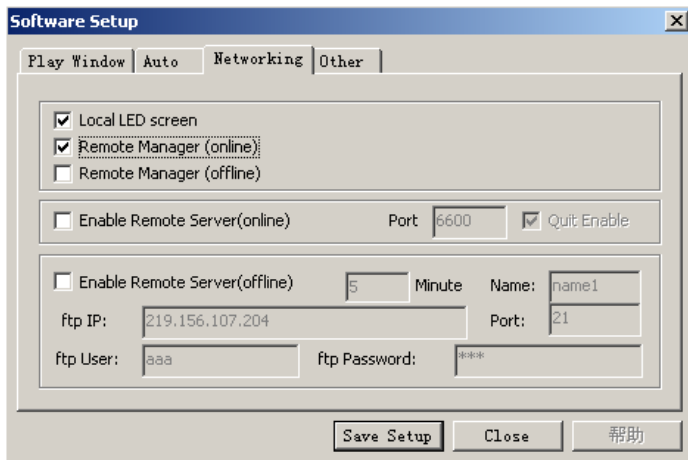 Software Setup
Play Window Auto Networking Other
Local LED screen
Remote Manager (online)
Remote Manager (offline)
Enable Remote Server(online) Port 6600 Quit Enable
Enable Remote Server(offline) 5 Minute Name: name1
ftp IP: 219.156.107.204 Port: 21
ftp User: aaa ftp Password: ***
Save Setup Close 帮助